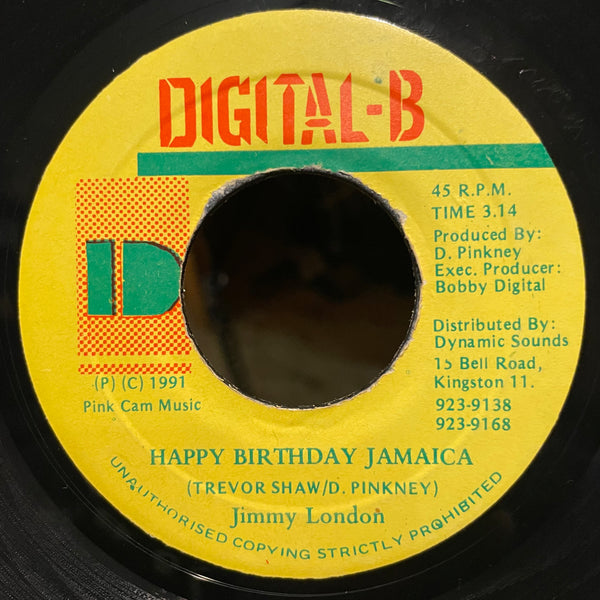 DIGITAL-B
45 R.P.M.
TIME 3.14
Produced By:
D. Pinkney
Exec. Producer:
Bobby Digital
Distributed By:
Dynamic Sounds
15 Bell Road,
Kingston 11.
923-9138
923-9168
ID
(P) (C) 1991
Pink Cam Music
HAPPY BIRTHDAY JAMAICA
(TREVOR SHAW/D. PINKNEY)
Jimmy London
UNAUTHORISED COPYING STRICTLY PROHIBITED